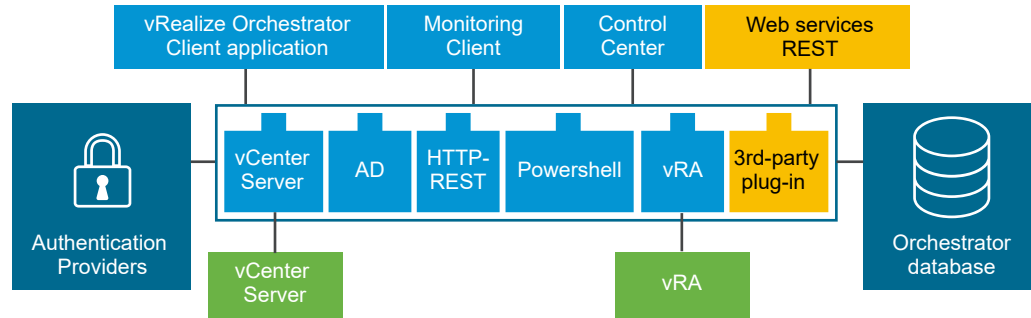 vRealize Orchestrator
Client application
Monitoring
Client
Control
Center
Web services
REST
Authentication
Providers
vCenter
Server
AD
HTTP-
REST
Powershell
vRA
3rd-party
plug-in
Orchestrator
database
vCenter
Server
vRA